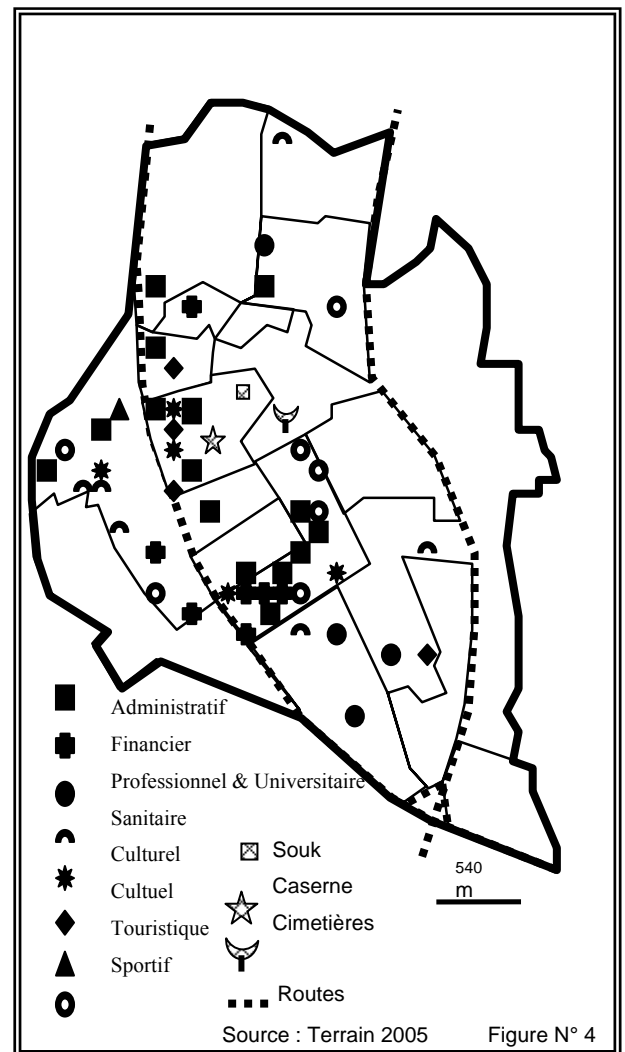 Administratif
Financier
Professionnel & Universitaire
Sanitaire
Culturel
Cultuel
Touristique
Sportif
Souk
Caserne
Cimetières
Routes
540
m
Source : Terrain 2005 Figure N° 4